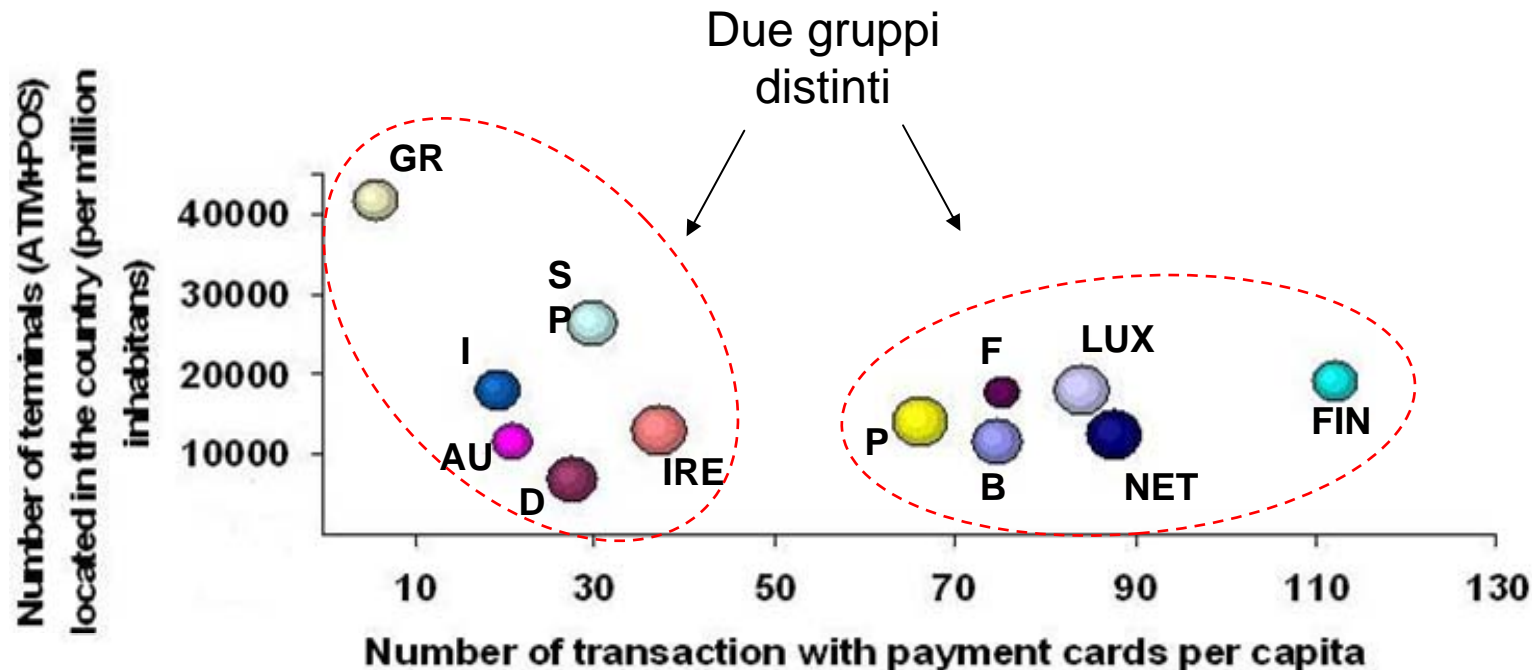 Due gruppi
distinti
Number of terminals (ATM+POS)
located in the country (per million
inhabitans)
40000
30000
20000
10000
GR
S
P
I
AU
D
IRE
F
LUX
P
B
NET
FIN
10 30 50 70 90 110 130
Number of transaction with payment cards per capita